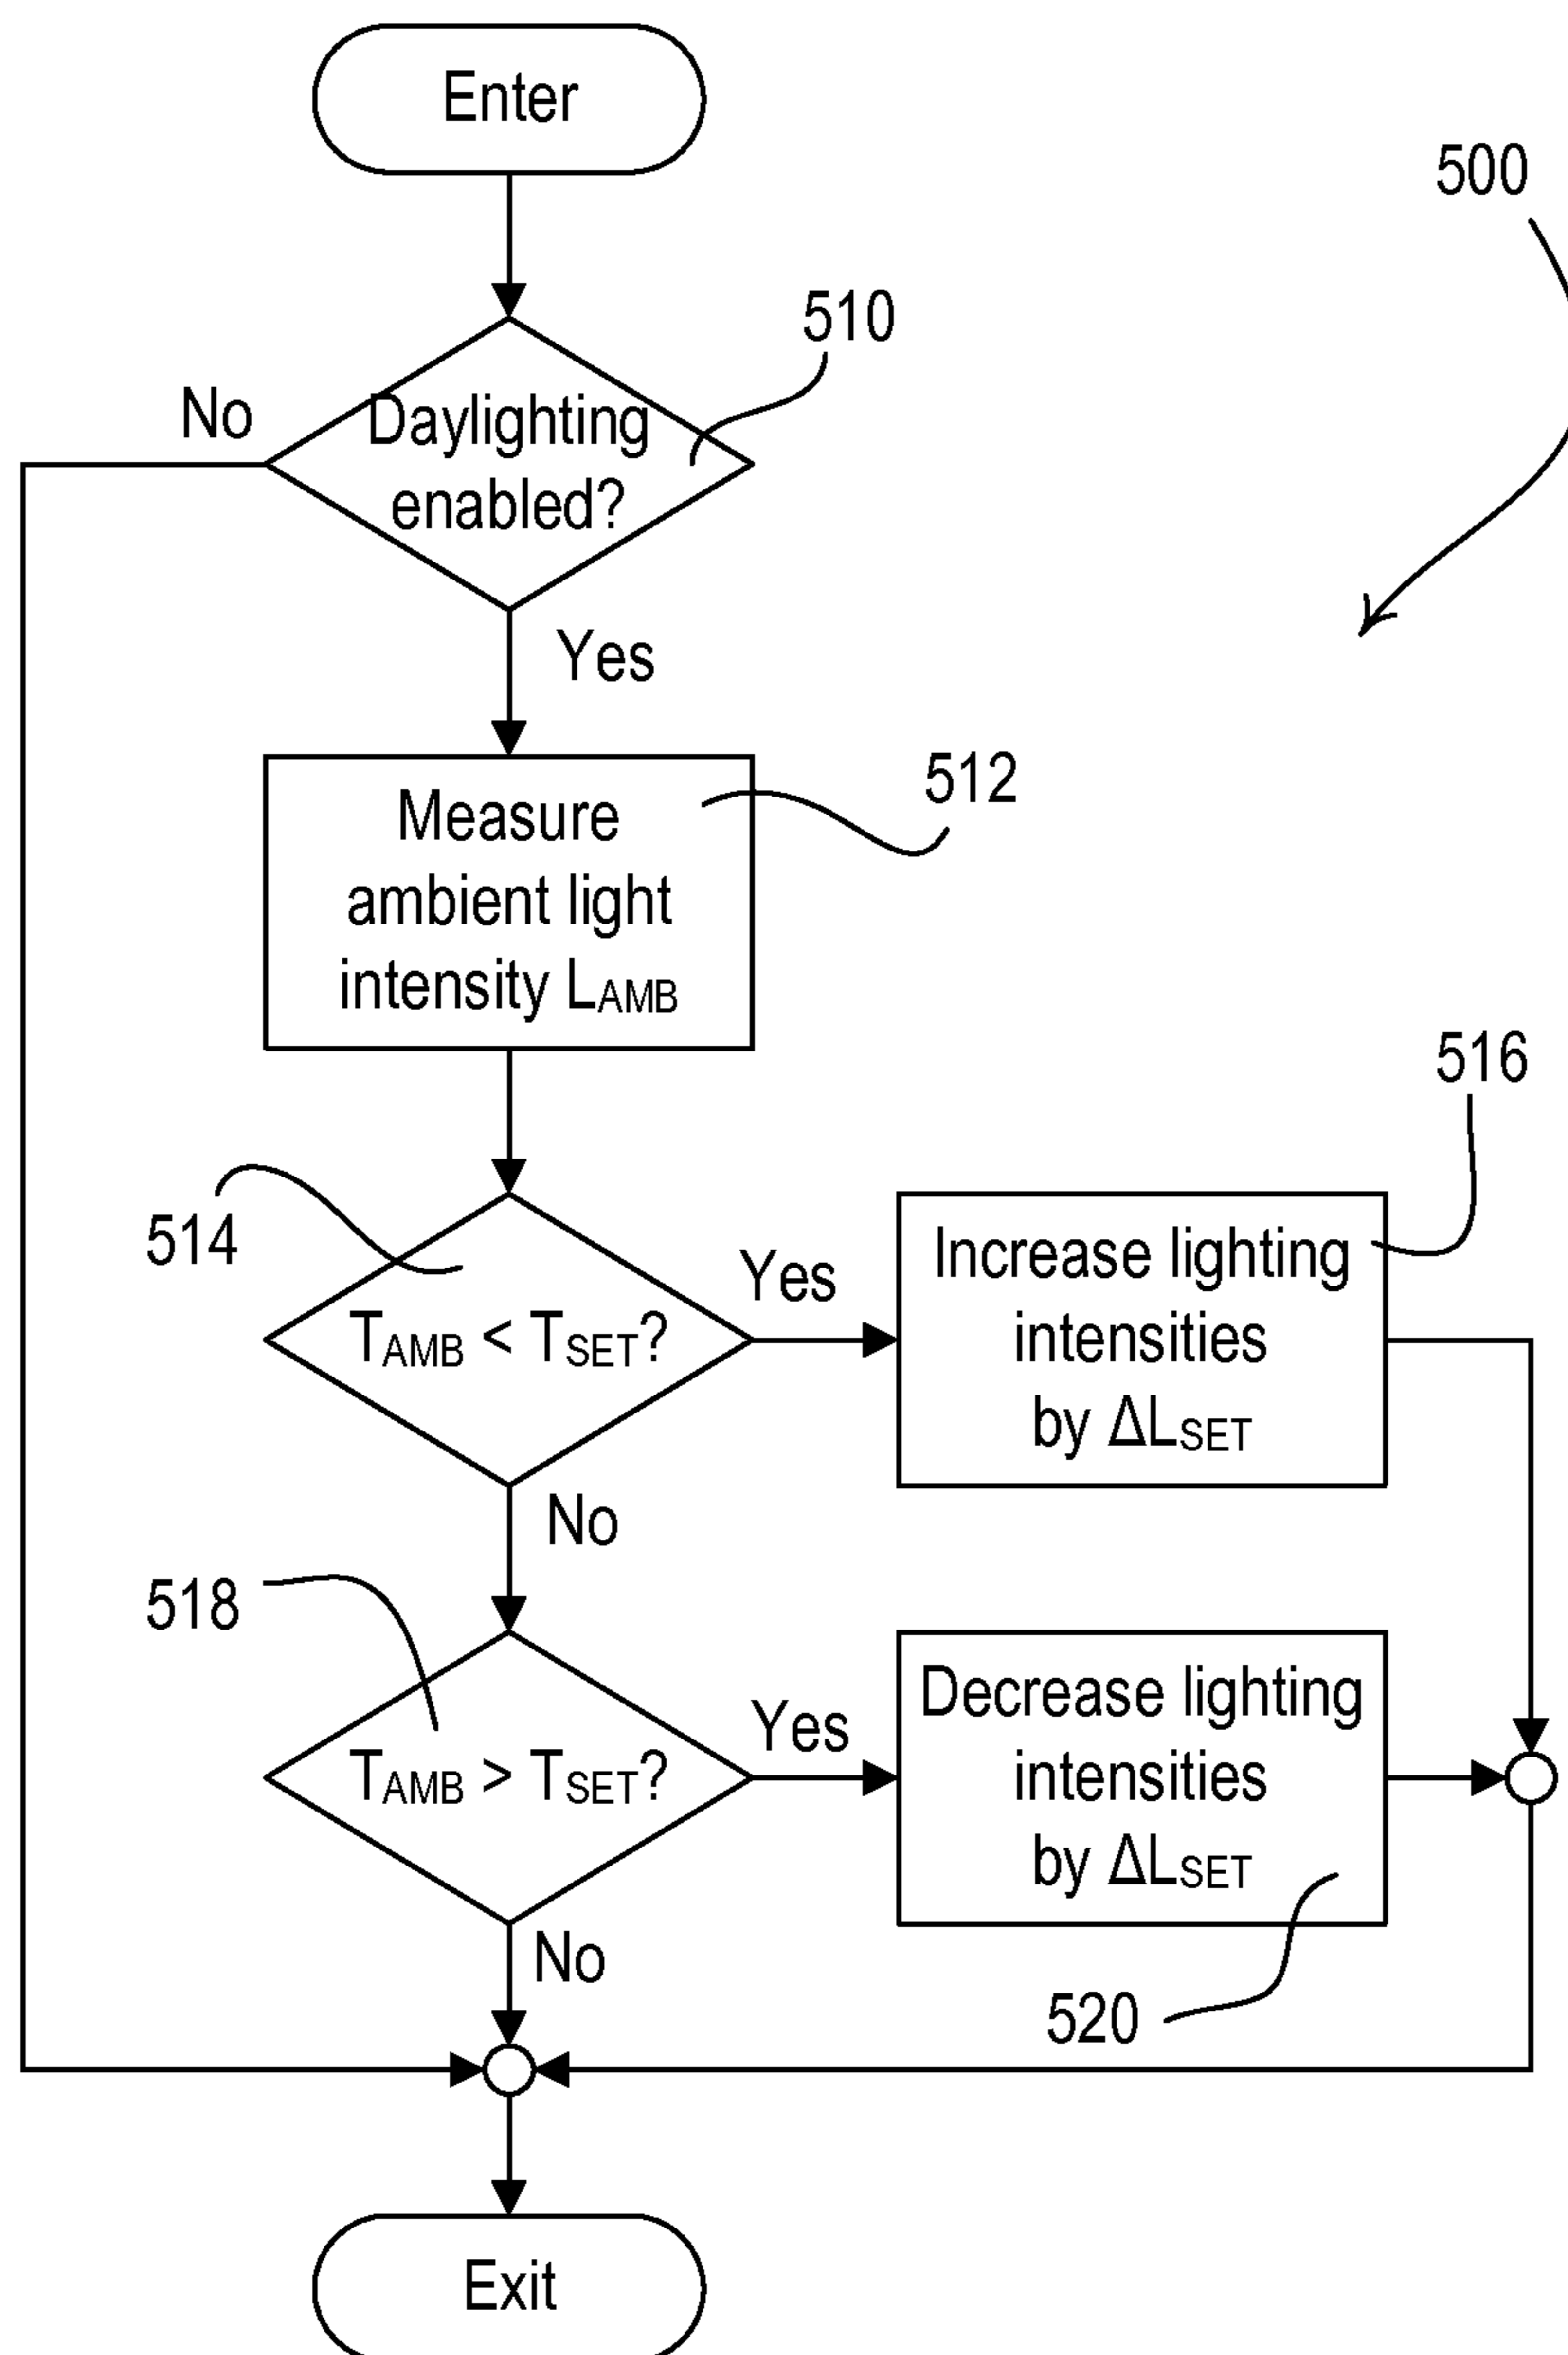 Enter
500
510
No
Daylighting
enabled?
Yes
512
Measure
ambient light
intensity LAMB
516
514
Yes
Increase lighting
intensities
by ΔLSET
TAMB < TSET?
No
518
Yes
Decrease lighting
intensities
by ΔLSET
TAMB > TSET?
No
520
Exit